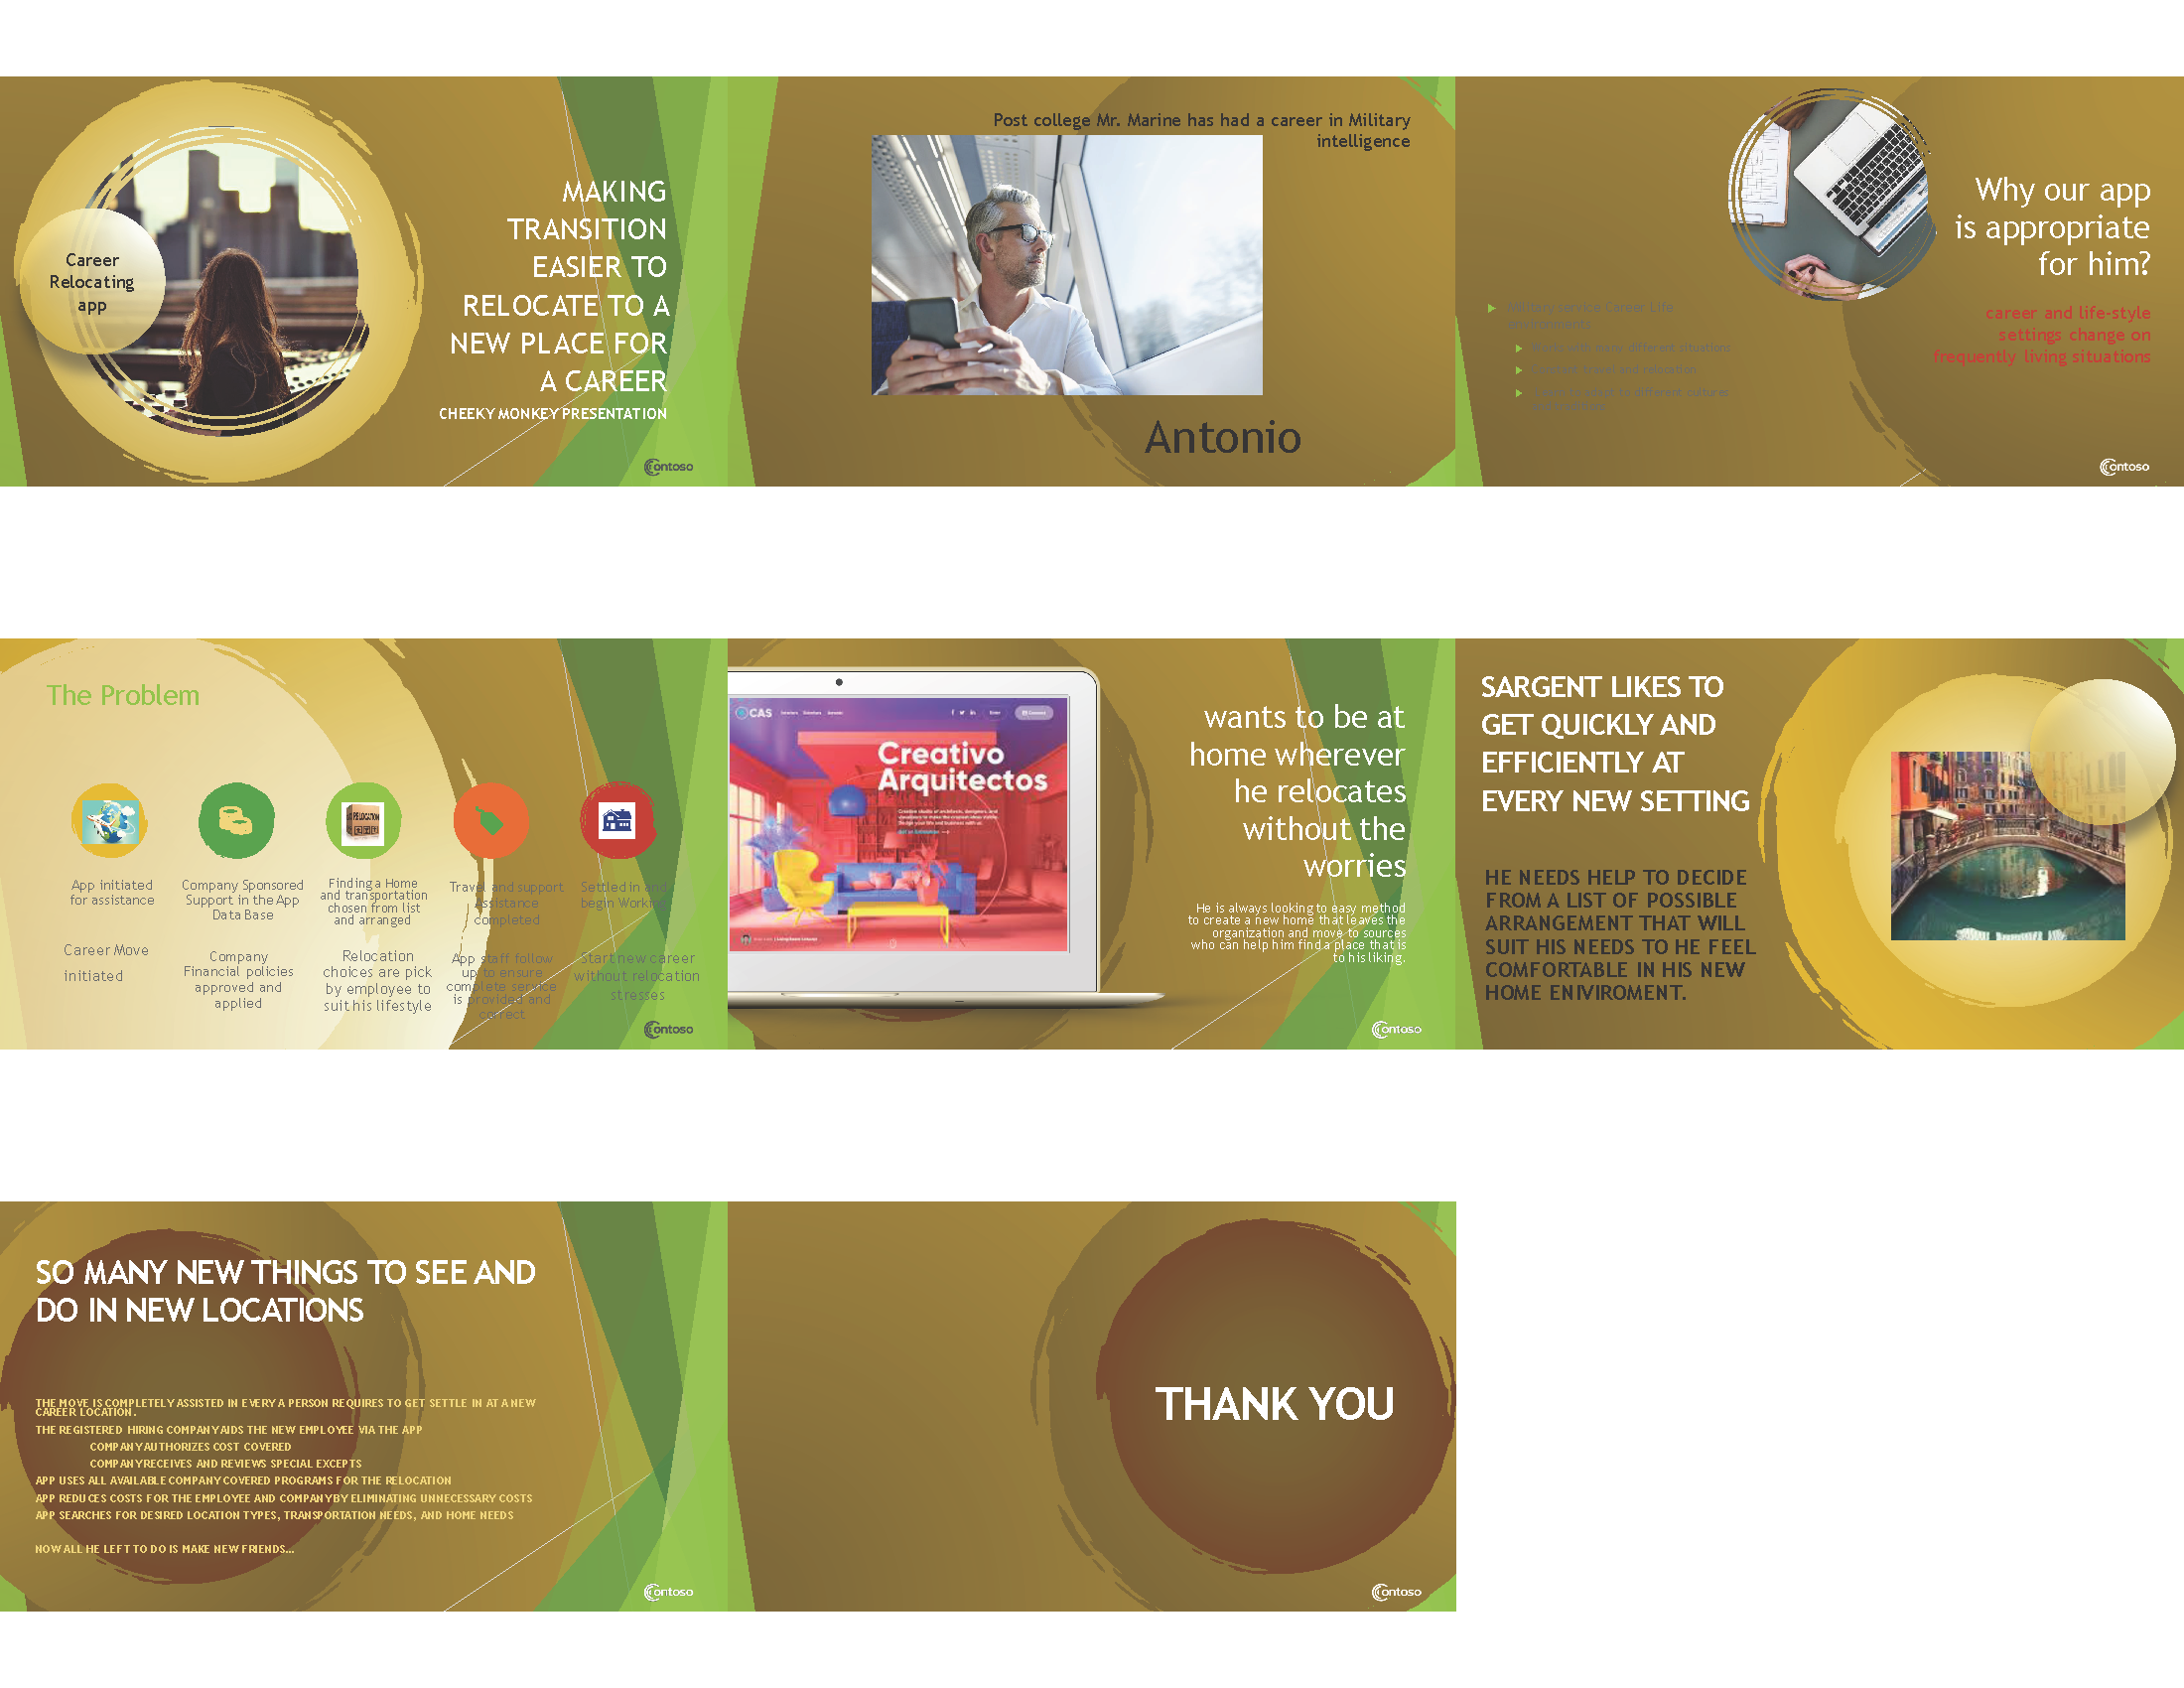 Career
Relocating
app
MAKING
TRANSITION
EASIER TO
RELOCATE TO A
NEW PLACE FOR
A CAREER
CHEEKY MONKEY PRESENTATION
Contoso
Post college Mr. Marine has had a career in Military
intelligence
Antonio
Why our app
is appropriate
for him?
career and life-style
settings change on
frequently living situations
Military service Career Life
Works with many different situations
travel and relocation
to different cultures
Contoso
The Problem
App initiated
for assistance
Career Move
initiated
Company Sponsored
Support in the App
Data Base
Company
Financial policies
approved and
applied
RELOCATION
Finding a Home
and transportation
chosen from list
and arranged
Relocation
choices are pick
by employee to
suit his lifestyle
Travel and support
Assistance
completed
App staff follow
up to ensure
complete service
is provided and
correct
Settled in and
begin Working
Start new career
without relocation
stresses
Contoso
CAS
Creativo
Arquitectos
wants to be at
home wherever
he relocates
without the
worries
He is always looking to easy method
to create a new home that leaves the
organization and move to sources
who can help him find a place that is
to his liking.
Contoso
SARGENT LIKES TO
GET QUICKLY AND
EFFICIENTLY AT
EVERY NEW SETTING
HE NEEDS HELP TO DECIDE
FROM A LIST OF POSSIBLE
ARRANGEMENT THAT WILL
SUIT HIS NEEDS TO HE FEEL
COMFORTABLE IN HIS NEW
HOME ENIVIROMENT.
SO MANY NEW THINGS TO SEE AND
DO IN NEW LOCATIONS
THE MOVE IS COMPLETELY ASSISTED IN EVERY A PERSON REQUIRES TO GET SETTLE IN AT A NEW
CAREER LOCATION.
THE REGISTERED HIRING COMPANY AIDS THE NEW EMPLOYEE VIA THE APP
COMPANY AUTHORIZES COST COVERED
COMPANY RECEIVES AND REVIEWS SPECIAL EXCEPTS
APP USES ALL AVAILABLE COMPANY COVERED PROGRAMS FOR THE RELOCATION
APP REDUCES COSTS FOR THE EMPLOYEE AND COMPANY BY ELIMINATING UNNECESSARY COSTS
APP SEARCHES FOR DESIRED LOCATION TYPES, TRANSPORTATION NEEDS, AND HOME NEEDS
NOW ALL HE LEFT TO DO IS MAKE NEW FRIENDS...
Contoso
THANK YOU
Contoso